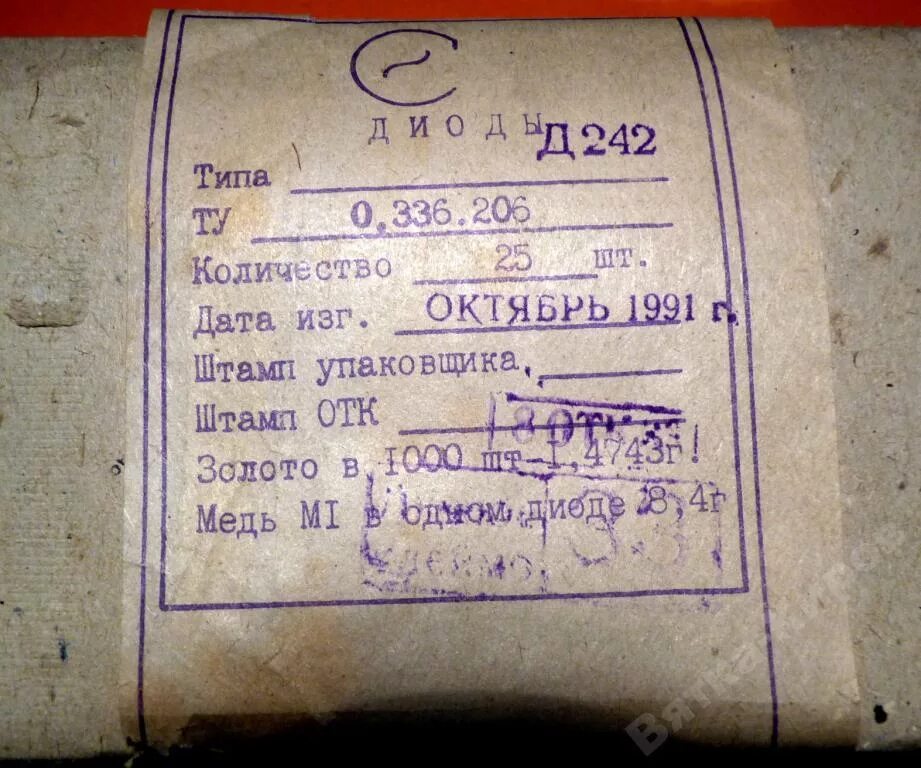 ДИОДЫ
Типа Д242
ТУ 0,336.206
Количество 25 шт.
Дата изг. ОКТЯБРЬ 1991 г.
Штамп упаковщика
Штамп ОТК
Золото в 1000 шт-1,4743г!
Медь МI в одном диоде 8,4г